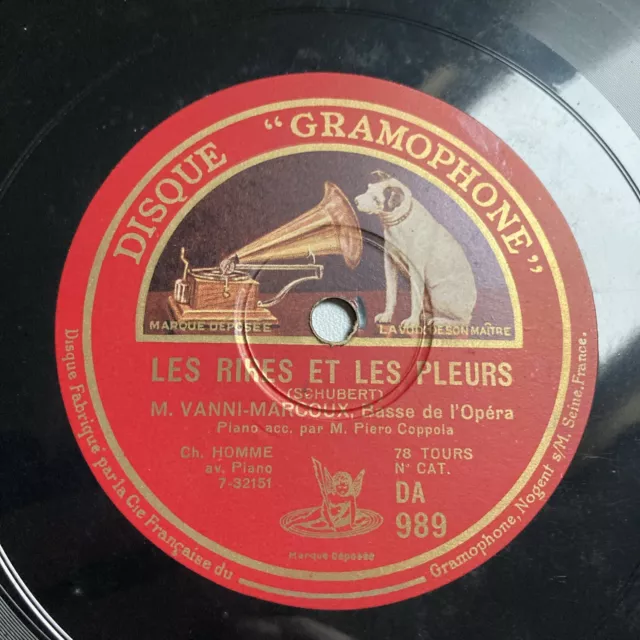 DISQUE "GRAMOPHONE"
MARQUE DÉPOSÉE
LA VOIX DE SON MAÎTRE
LES RIRES ET LES PLEURS
(SCHUBERT)
M. VANNI-MARCOUX, Basse de l'Opéra
Piano acc. par M. Piero Coppola
Ch. HOMME
av. Piano
7-32151
78 TOURS
N° CAT.
DA
989
Marque Déposée
Disque Fabriqué par la Cie Française du Gramophone, Nogent s/M. Seine, France.